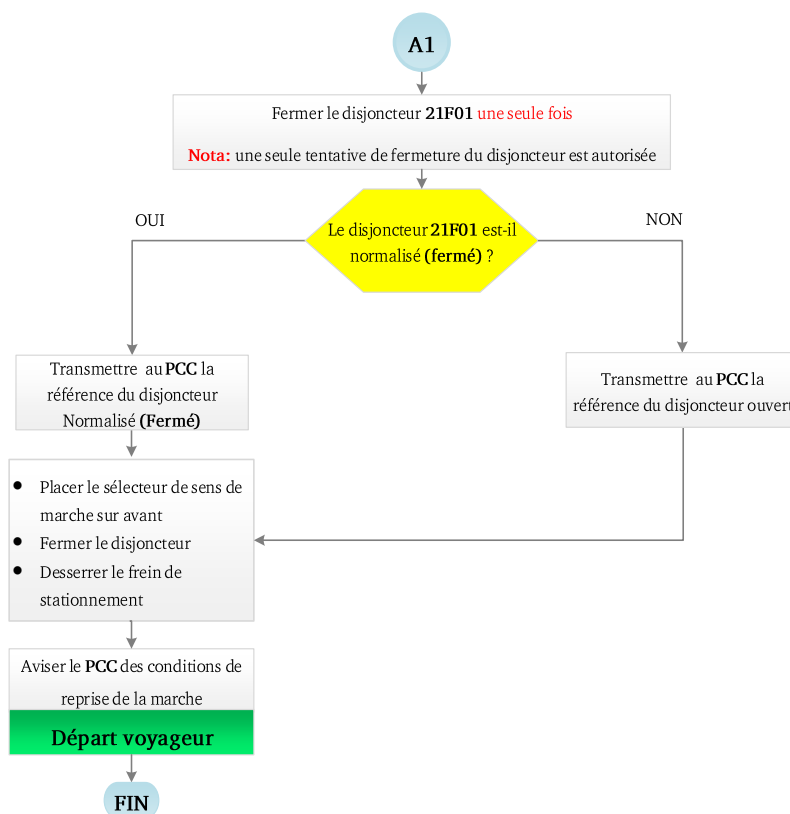 A1
Fermer le disjoncteur 21F01 une seule fois
Nota: une seule tentative de fermeture du disjoncteur est autorisée
OUI
NON
Le disjoncteur 21F01 est-il
normalisé (fermé) ?
Transmettre au PCC la
référence du disjoncteur
Normalisé (Fermé)
Transmettre au PCC la
référence du disjoncteur ouvert
• Placer le sélecteur de sens de
marche sur avant
• Fermer le disjoncteur
• Desserrer le frein de
stationnement
Aviser le PCC des conditions de
reprise de la marche
Départ voyageur
FIN